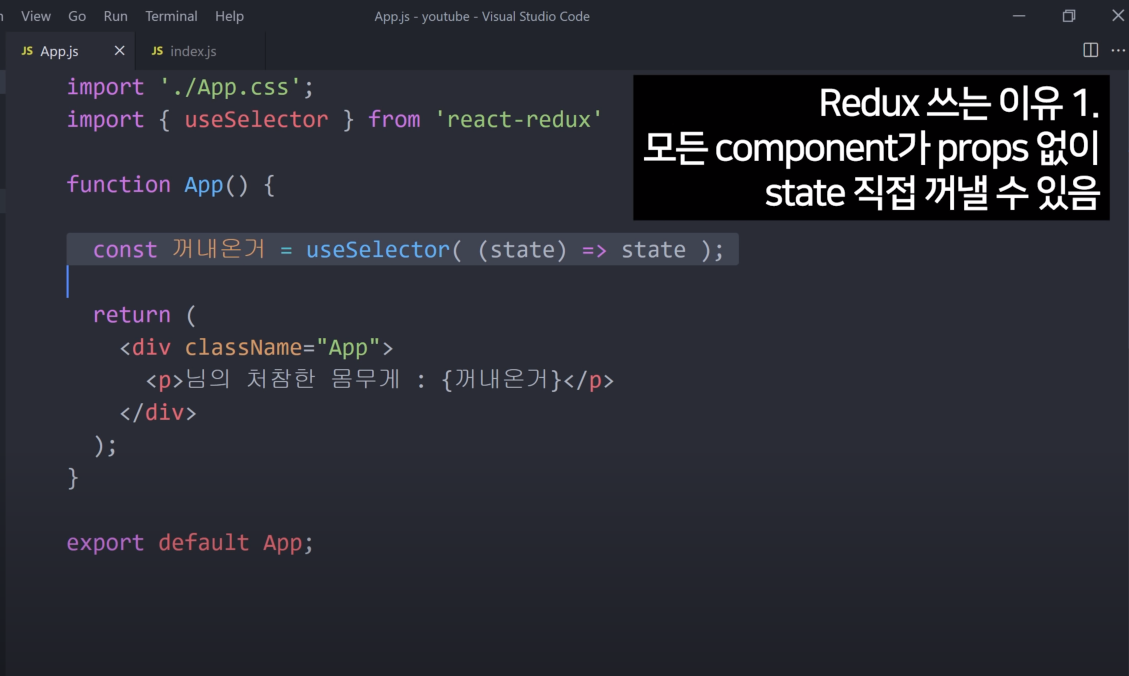 View Go Run Terminal Help App.js - youtube - Visual Studio Code
JS App.js JS index.js
import './App.css';
import { useSelector } from 'react-redux'
Redux 쓰는 이유 1.
모든 component가 props 없이
state 직접 꺼낼 수 있음
function App() {
const 꺼내온거 = useSelector( (state) => state );
return (
<div className="App">
<p>님의 처참한 몸무게 : {꺼내온거}</p>
</div>
);
}
export default App;